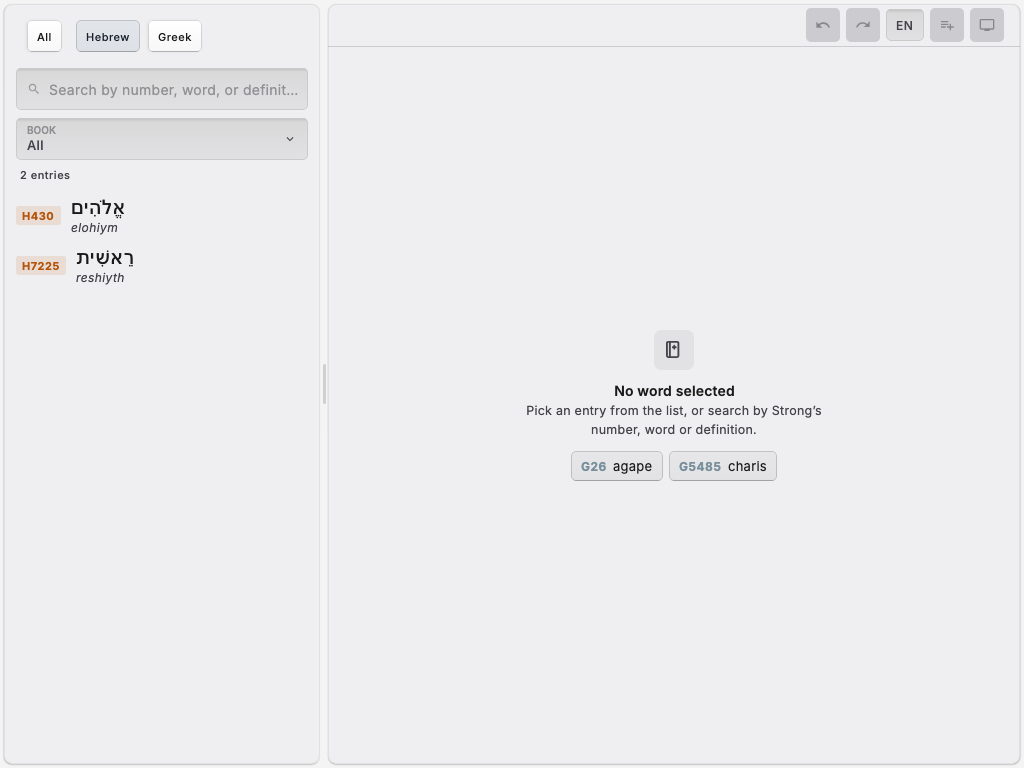 All
Hebrew
Greek
Search by number, word, or definit...
BOOK
All
2 entries
H430
אֱלֹהִים
elohiym
H7225
רֵאשִׁית
reshiyth
EN
No word selected
Pick an entry from the list, or search by Strong’s
number, word or definition.
G26 agape
G5485 charis